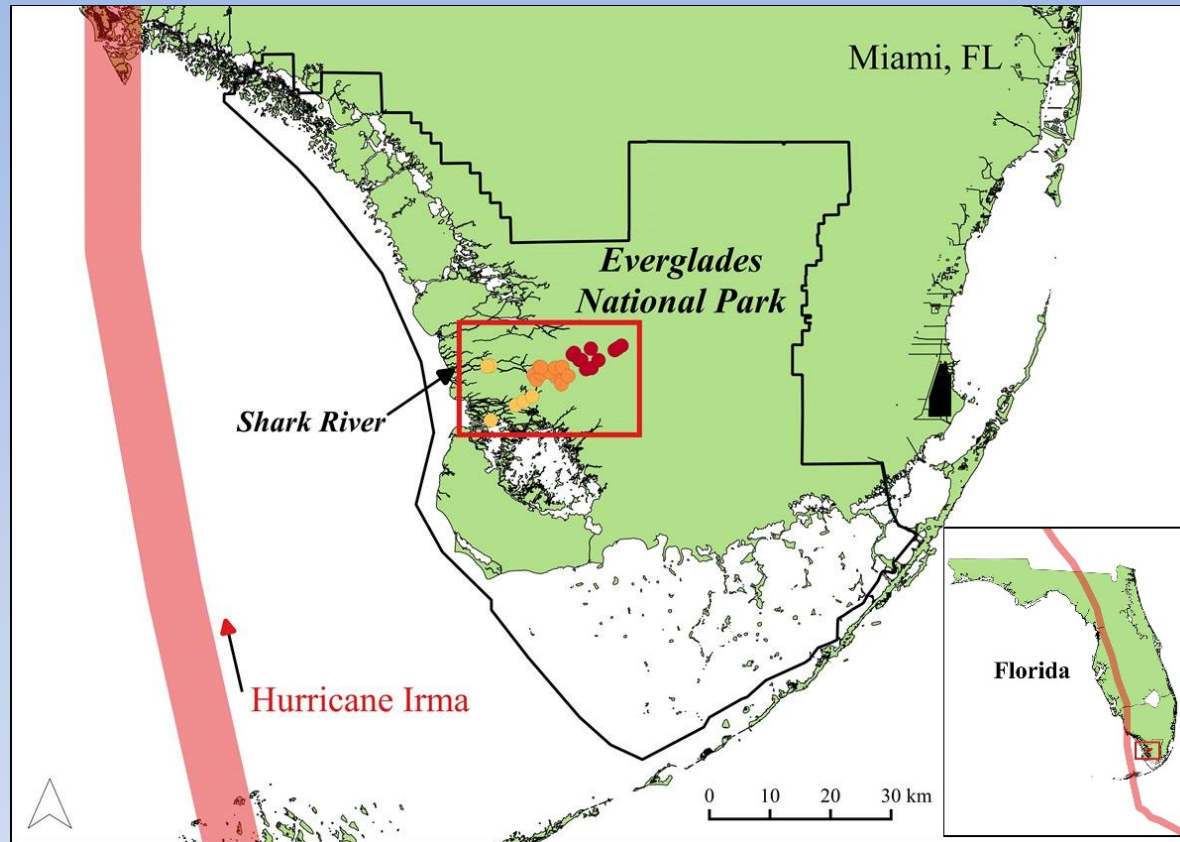 Miami, FL
Everglades
National Park
Shark River
Hurricane Irma
Florida
0 10 20 30 km